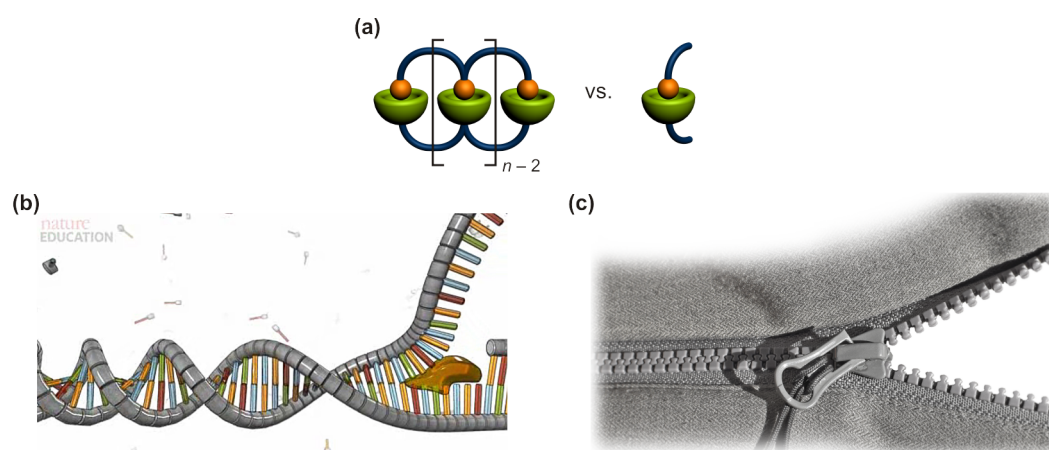 (a)
vs.
n – 2
(b)
nature
EDUCATION
(c)